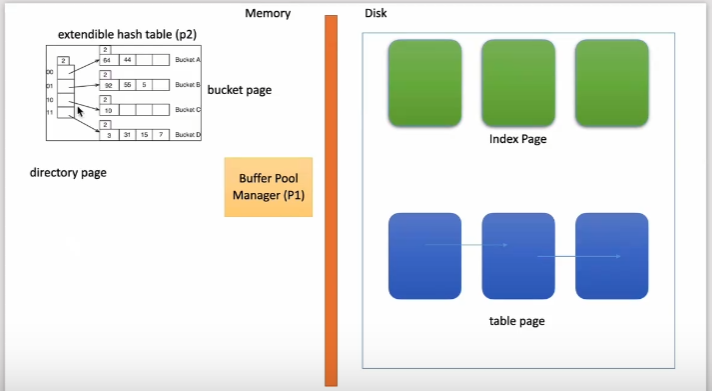 Memory
Disk
extendible hash table (p2)
2
64 44
Bucket A
2
00
2
01
92 55 5
Bucket B
bucket page
2
10
10
Bucket C
11
2
3 31 15 7
Bucket D
Index Page
directory page
Buffer Pool
Manager (P1)
table page